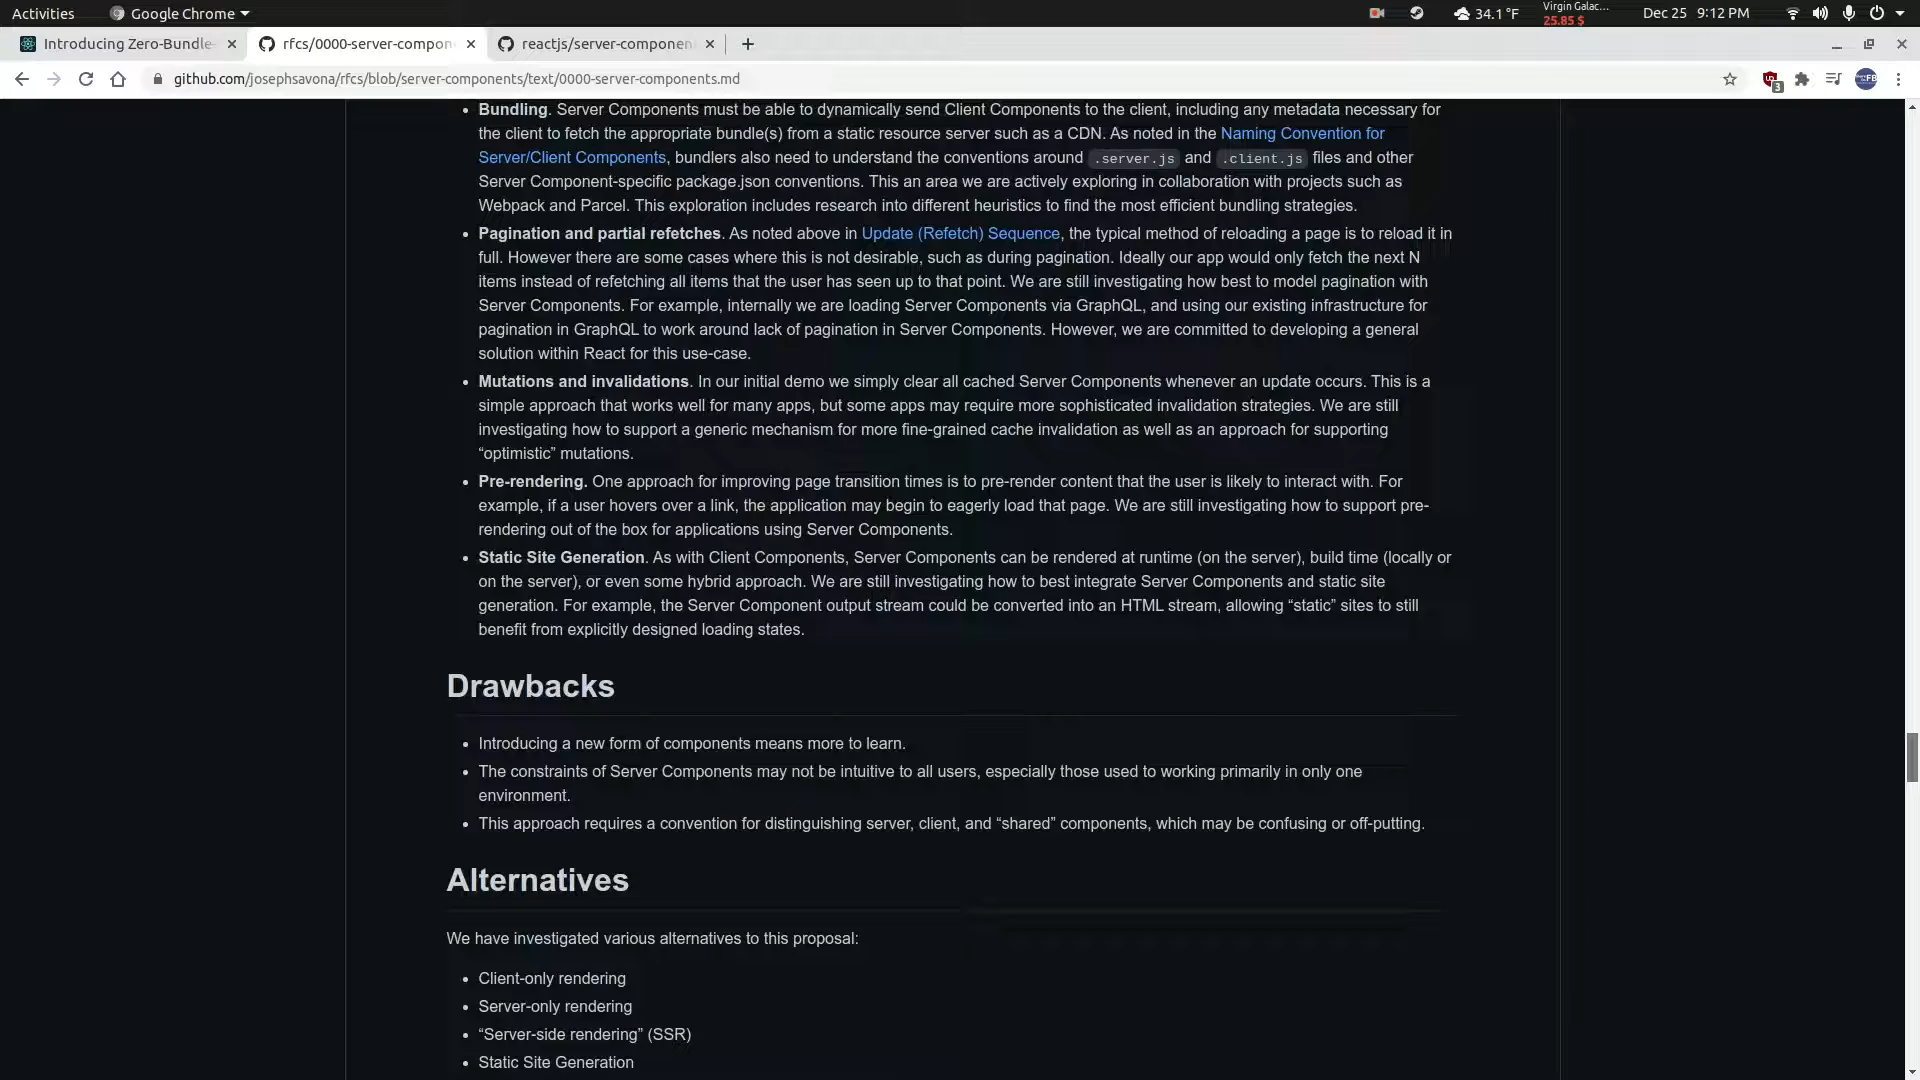 Activities
Google Chrome
34.1 °F
Virgin Galac...
25.85 $
Dec 25 9:12 PM
Introducing Zero-Bundle-
rfcs/0000-server-compon
reactjs/server-componen
github.com/josephsavona/rfcs/blob/server-components/text/0000-server-components.md
3
FB
• Bundling. Server Components must be able to dynamically send Client Components to the client, including any metadata necessary for
the client to fetch the appropriate bundle(s) from a static resource server such as a CDN. As noted in the Naming Convention for
Server/Client Components, bundlers also need to understand the conventions around .server.js and .client.js files and other
Server Component-specific package.json conventions. This an area we are actively exploring in collaboration with projects such as
Webpack and Parcel. This exploration includes research into different heuristics to find the most efficient bundling strategies.
• Pagination and partial refetches. As noted above in Update (Refetch) Sequence, the typical method of reloading a page is to reload it in
full. However there are some cases where this is not desirable, such as during pagination. Ideally our app would only fetch the next N
items instead of refetching all items that the user has seen up to that point. We are still investigating how best to model pagination with
Server Components. For example, internally we are loading Server Components via GraphQL, and using our existing infrastructure for
pagination in GraphQL to work around lack of pagination in Server Components. However, we are committed to developing a general
solution within React for this use-case.
• Mutations and invalidations. In our initial demo we simply clear all cached Server Components whenever an update occurs. This is a
simple approach that works well for many apps, but some apps may require more sophisticated invalidation strategies. We are still
investigating how to support a generic mechanism for more fine-grained cache invalidation as well as an approach for supporting
“optimistic” mutations.
• Pre-rendering. One approach for improving page transition times is to pre-render content that the user is likely to interact with. For
example, if a user hovers over a link, the application may begin to eagerly load that page. We are still investigating how to support pre-
rendering out of the box for applications using Server Components.
• Static Site Generation. As with Client Components, Server Components can be rendered at runtime (on the server), build time (locally or
on the server), or even some hybrid approach. We are still investigating how to best integrate Server Components and static site
generation. For example, the Server Component output stream could be converted into an HTML stream, allowing “static” sites to still
benefit from explicitly designed loading states.
Drawbacks
• Introducing a new form of components means more to learn.
• The constraints of Server Components may not be intuitive to all users, especially those used to working primarily in only one
environment.
• This approach requires a convention for distinguishing server, client, and “shared” components, which may be confusing or off-putting.
Alternatives
We have investigated various alternatives to this proposal:
• Client-only rendering
• Server-only rendering
• “Server-side rendering” (SSR)
• Static Site Generation